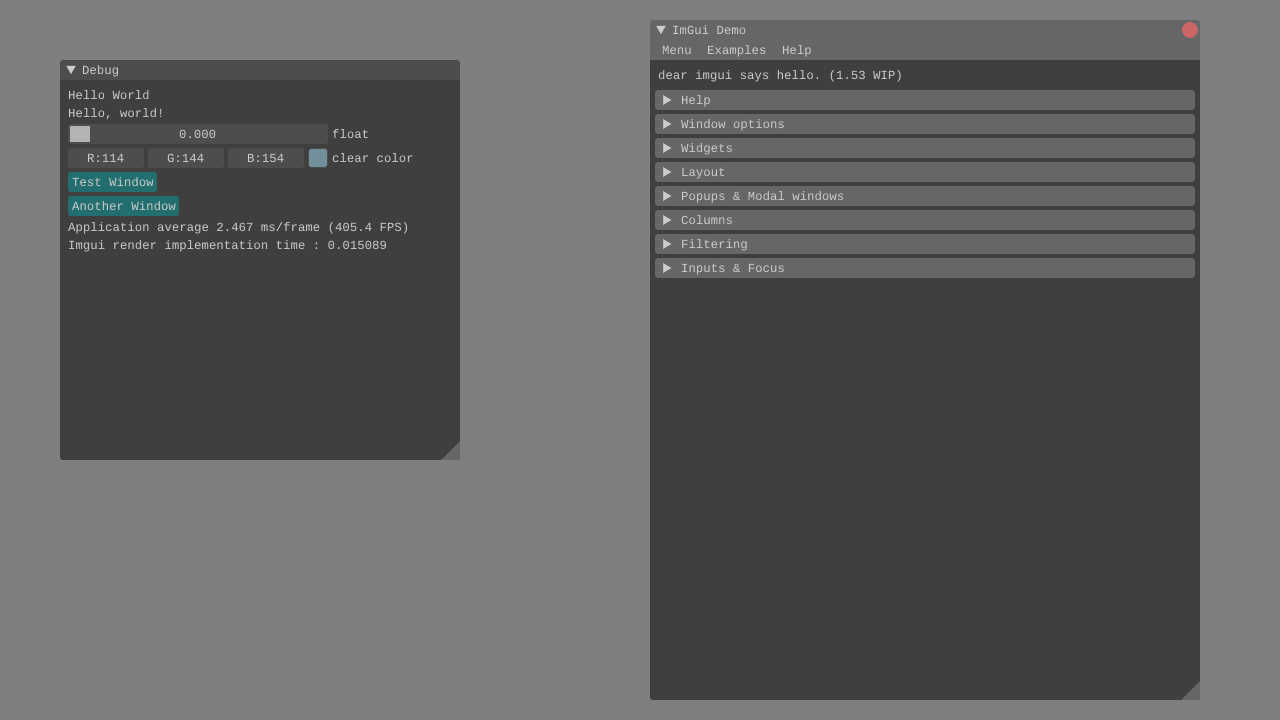 Debug
Hello World
Hello, world!
0.000 float
R:114 G:144 B:154 clear color
Test Window
Another Window
Application average 2.467 ms/frame (405.4 FPS)
Imgui render implementation time : 0.015089
ImGui Demo
Menu Examples Help
dear imgui says hello. (1.53 WIP)
Help
Window options
Widgets
Layout
Popups & Modal windows
Columns
Filtering
Inputs & Focus